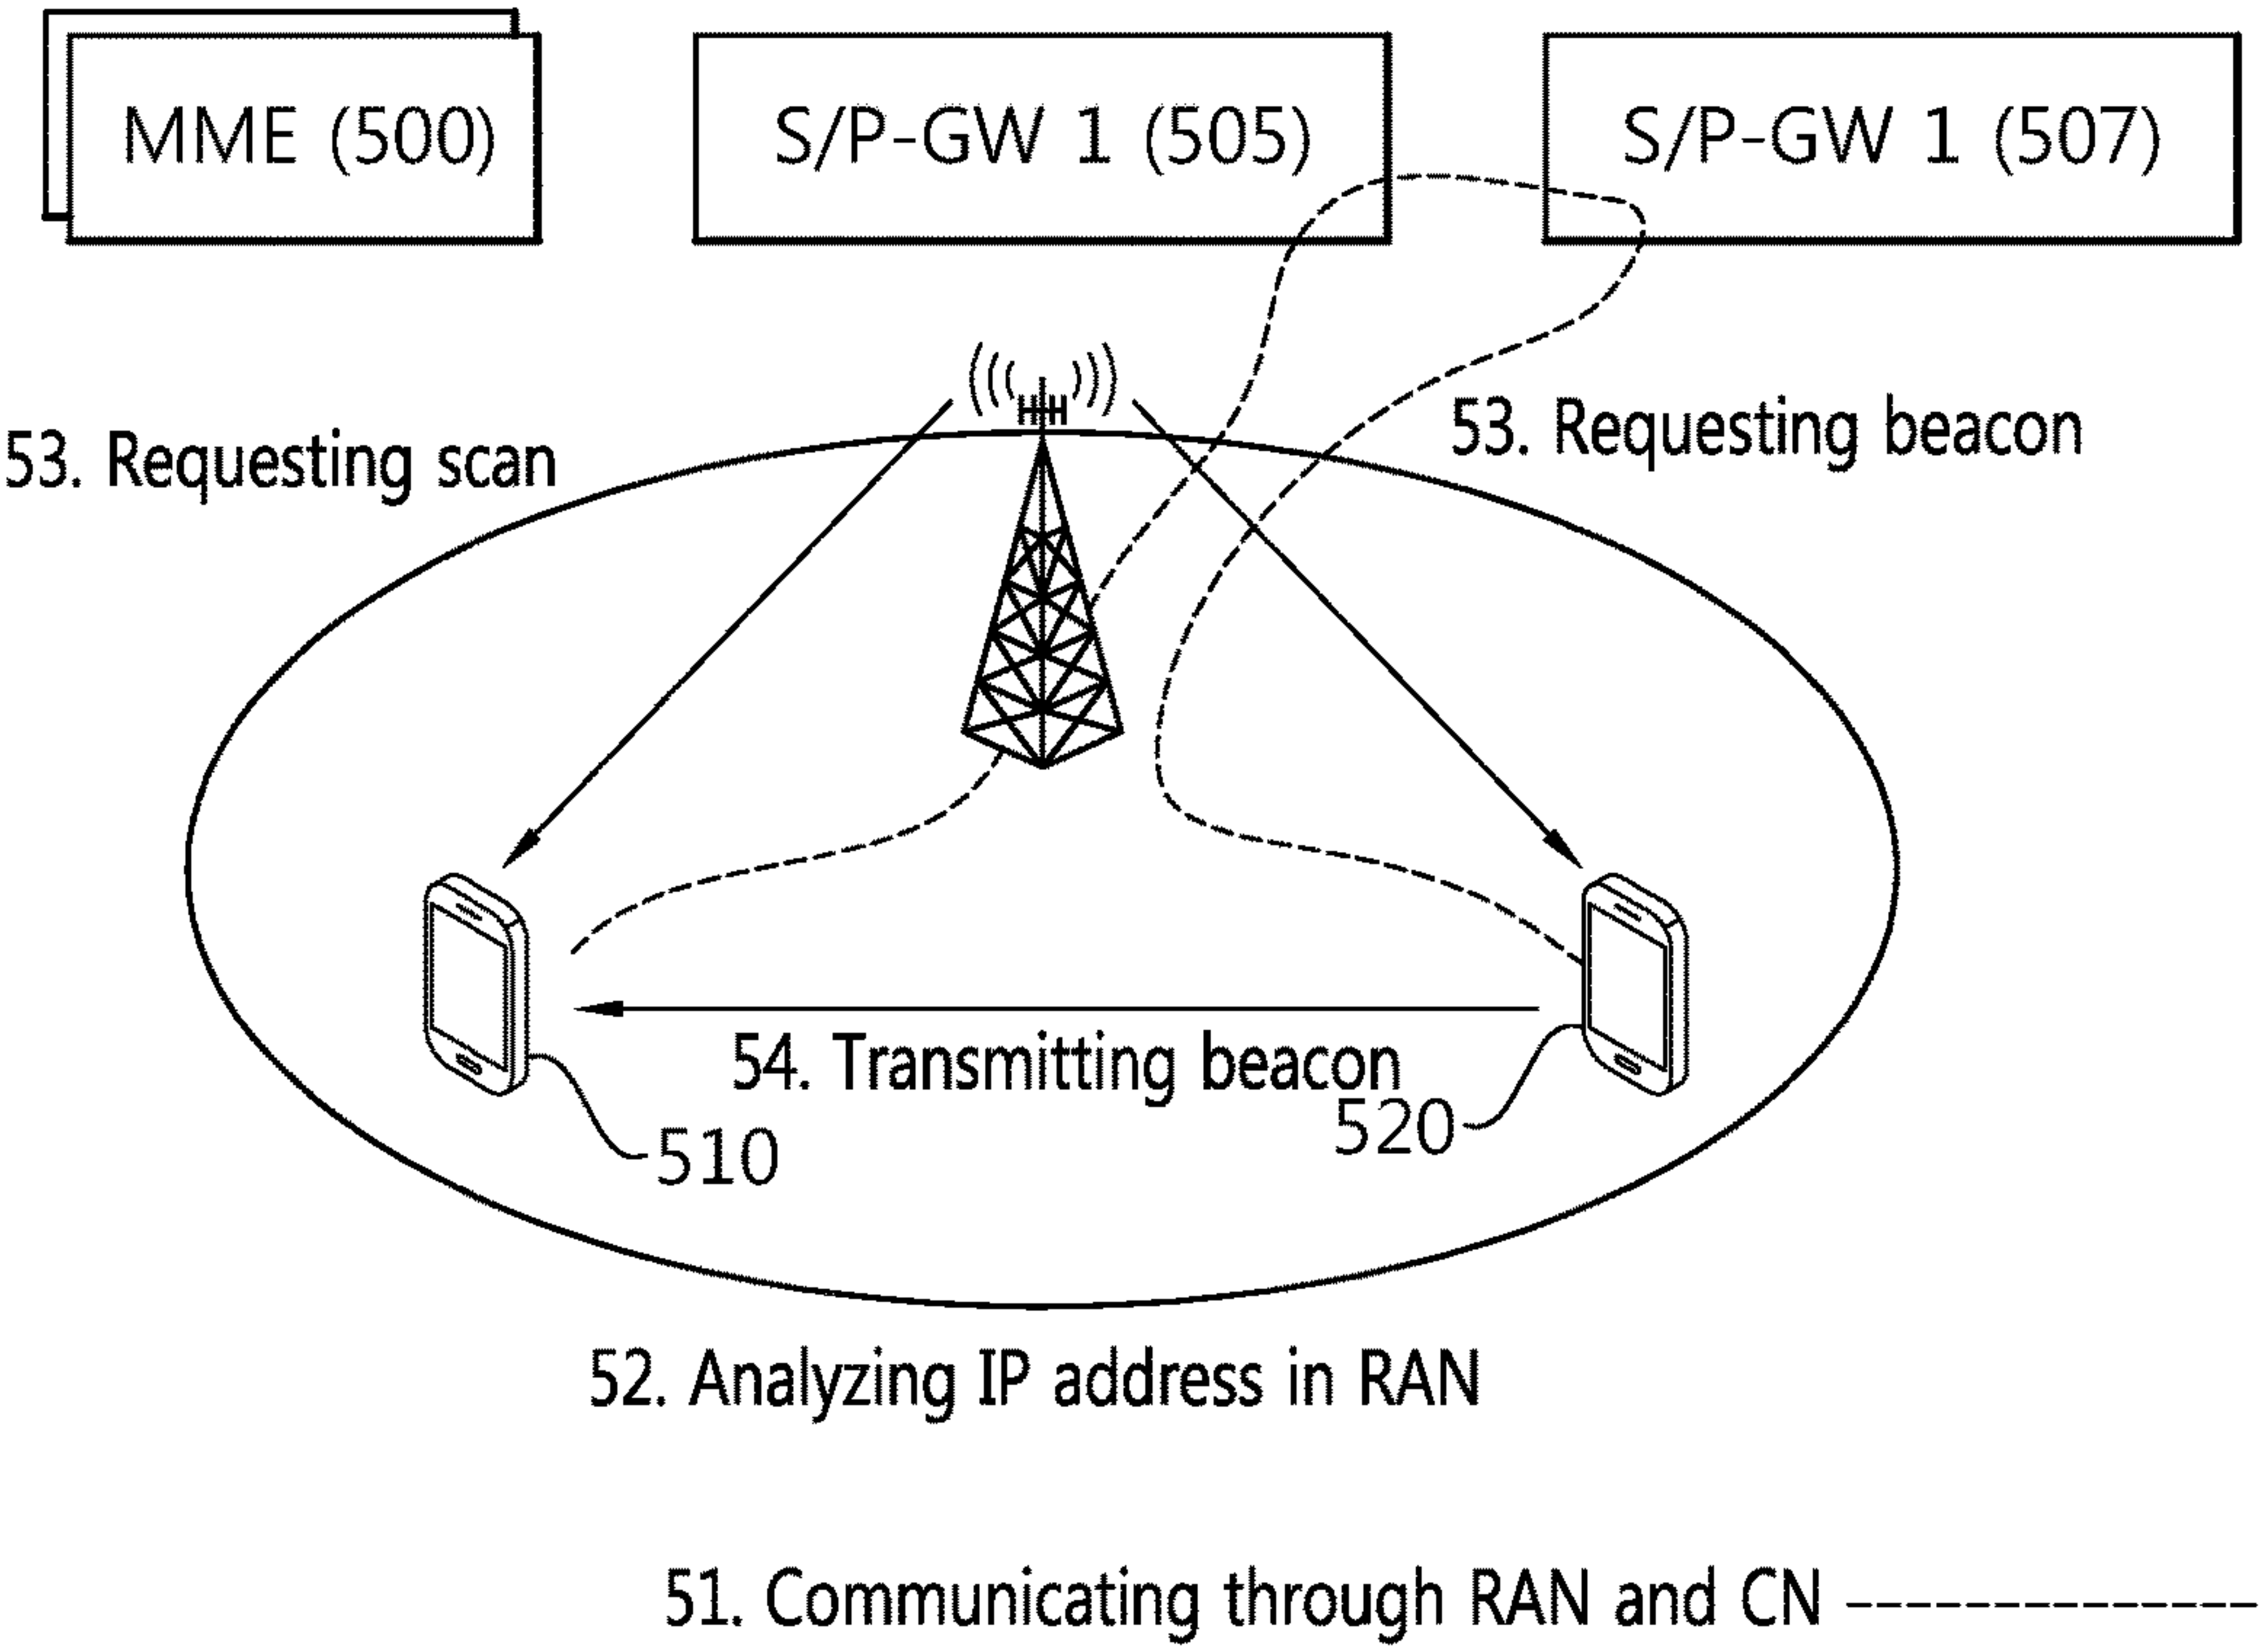 MME (500)
S/P-GW 1 (505)
S/P-GW 1 (507)
53. Requesting scan
53. Requesting beacon
54. Transmitting beacon
510
520
52. Analyzing IP address in RAN
51. Communicating through RAN and CN